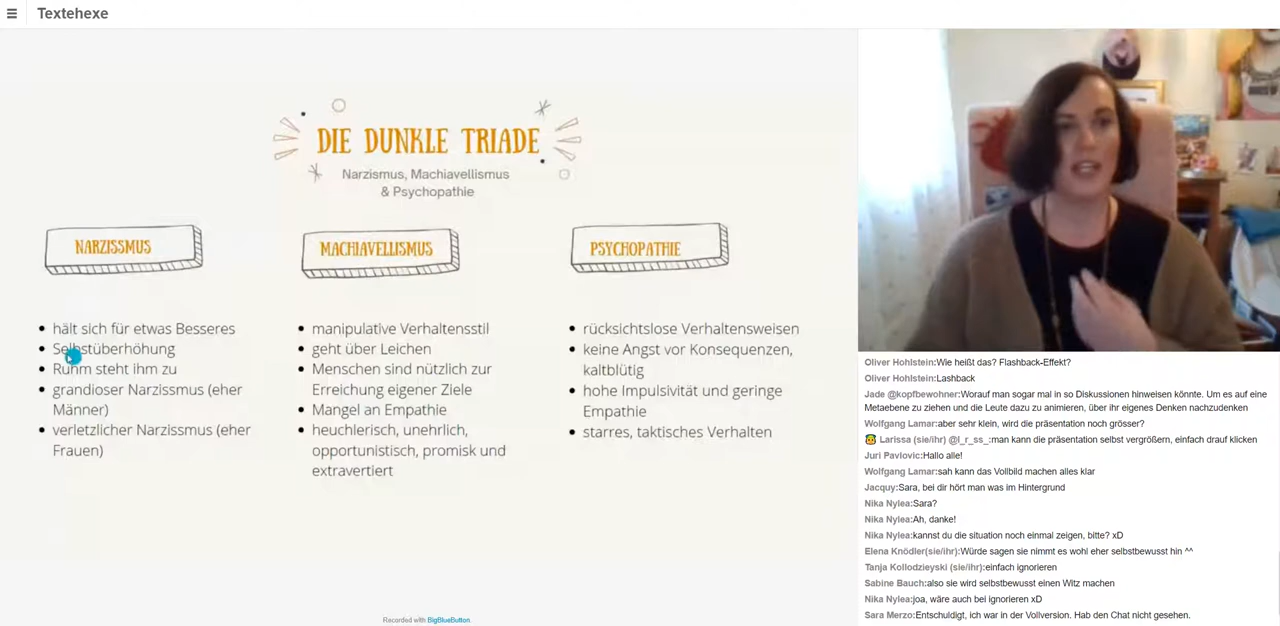 Textehexe
DIE DUNKLE TRIADE
Narzismus, Machiavellismus
& Psychopathie
NARZISSMUS
hält sich für etwas Besseres
Selbstüberhöhung
Ruhm steht ihm zu
grandioser Narzissmus (eher
Männer)
verletzlicher Narzissmus (eher
Frauen)
MACHIAVELLISMUS
manipulative Verhaltensstil
geht über Leichen
Menschen sind nützlich zur
Erreichung eigener Ziele
Mangel an Empathie
heuchlerisch, unehrlich,
opportunistisch, promisk und
extravertiert
PSYCHOPATHIE
rücksichtslose Verhaltensweisen
keine Angst vor Konsequenzen,
kaltblütig
hohe Impulsivität und geringe
Empathie
starres, taktisches Verhalten
Recorded with BigBlueButton.
Oliver Hohlstein:Wie heißt das? Flashback-Effekt?
Oliver Hohlstein:Lashback
Jade @kopfbewohner:Worauf man sogar mal in so Diskussionen hinweisen könnte. Um es auf eine
Metaebene zu ziehen und die Leute dazu zu animieren, über ihr eigenes Denken nachzudenken
Wolfgang Lamar:aber sehr klein, wird die präsentation noch grösser?
😇 Larissa (sie/ihr) @l_r_ss_:man kann die präsentation selbst vergrößern, einfach drauf klicken
Juri Pavlovic:Hallo alle!
Wolfgang Lamar:sah kann das Vollbild machen alles klar
Jacquy:Sara, bei dir hört man was im Hintergrund
Nika Nylea:Sara?
Nika Nylea:Ah, danke!
Nika Nylea:kannst du die situation noch einmal zeigen, bitte? xD
Elena Knödler(sie/ihr):Würde sagen sie nimmt es wohl eher selbstbewusst hin ^^
Tanja Kollodzieyski (sie/ihr):einfach ignorieren
Sabine Bauch:also sie wird selbstbewusst einen Witz machen
Nika Nylea:joa, wäre auch bei ignorieren xD
Sara Merzo:Entschuldigt, ich war in der Vollversion. Hab den Chat nicht gesehen.